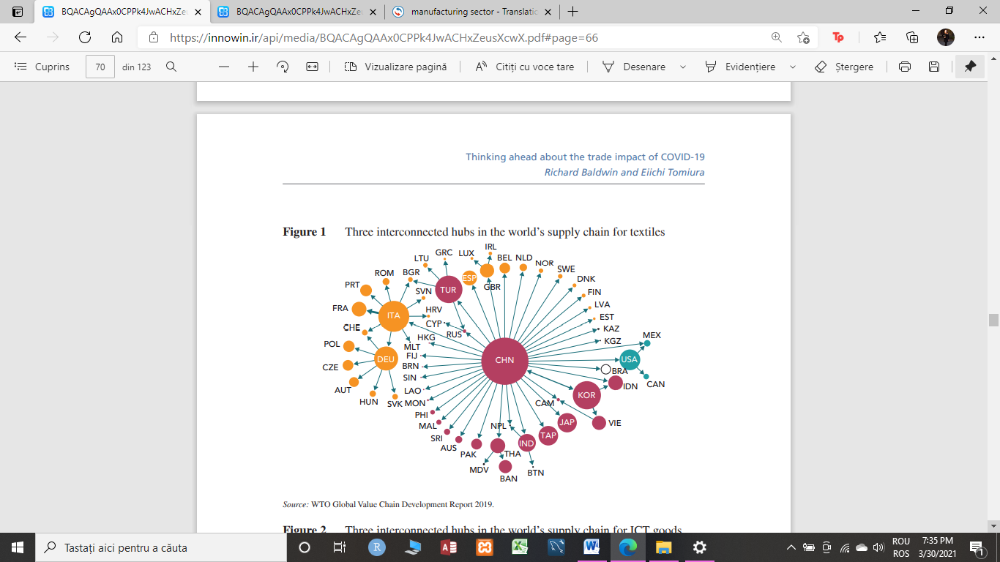 BQACAgQAAx0CPPk4JwACHxZeu
BQACAgQAAx0CPPk4JwACHxZeu
manufacturing sector - Translatic
https://innowin.ir/api/media/BQACAgQAAx0CPPk4JwACHxZeusXcwX.pdf#page=66
Cuprins
70
din 123
Vizualizare pagină
Citiți cu voce tare
Desenare
Evidențiere
Ștergere
Thinking ahead about the trade impact of COVID-19
Richard Baldwin and Eiichi Tomiura
Figure 1 Three interconnected hubs in the world's supply chain for textiles
IRL
GRC
LUX
LTU
BEL
NLD
NOR
SWE
ROM
BGR
ESP
GBR
DNK
PRT
SVN
TUR
FIN
FRA
ITA
HRV
LVA
CYP
EST
CHE
RUS
KAZ
HKG
KGZ
MEX
POL
MLT
DEU
FIJ
CHN
USA
CZE
BRN
BRA
SIN
IDN
CAN
AUT
LAO
KOR
HUN
SVK
MON
CAM
PHI
JAP
VIE
MAL
NPL
SRI
TAP
AUS
IND
PAK
THA
MDV
BAN
BTN
Source: WTO Global Value Chain Development Report 2019.
Figure 2 Three interconnected hubs in the world's supply chain for ICT goods
Tastați aici pentru a căuta
ROU
ROS
7:35 PM
3/30/2021
1